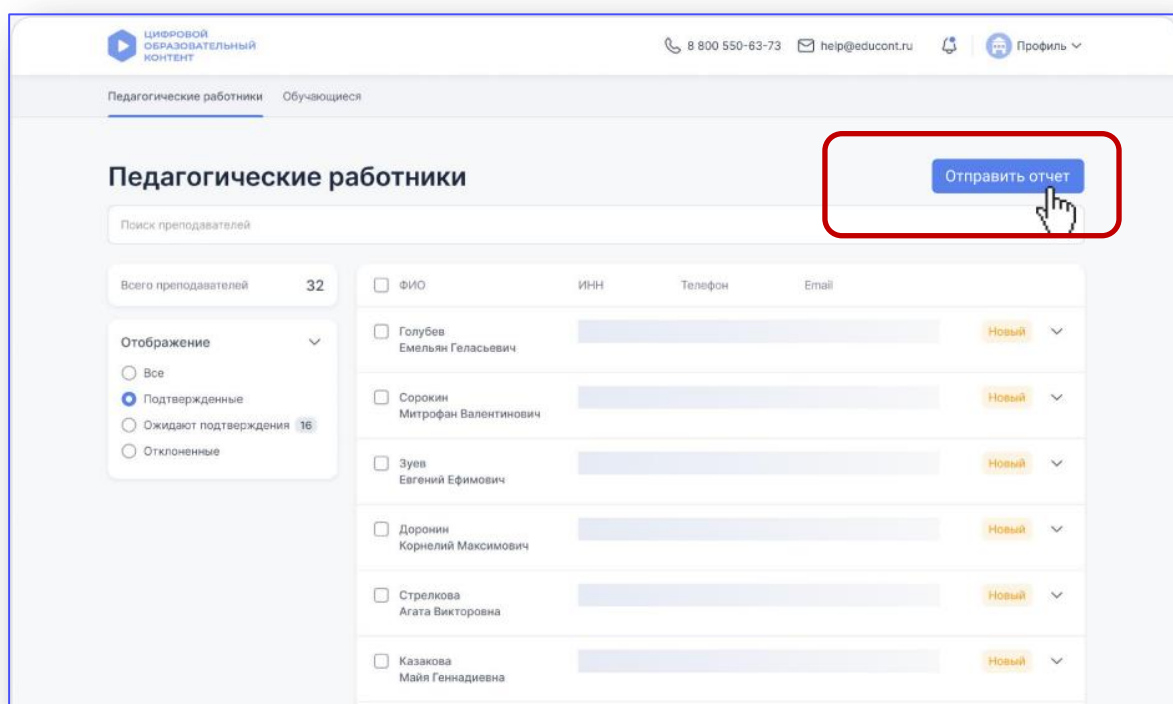 ЦИФРОВОЙ
ОБРАЗОВАТЕЛЬНЫЙ
КОНТЕНТ
8 800 550-63-73
help@educont.ru
Профиль
Педагогические работники
Обучающиеся
Педагогические работники
Отправить отчет
Поиск преподавателей
Всего преподавателей 32
Отображение
Все
Подтвержденные
Ожидают подтверждения 16
Отклоненные
ФИО ИНН Телефон Email
Голубев
Емельян Геласьевич
Новый
Сорокин
Митрофан Валентинович
Новый
Зуев
Евгений Ефимович
Новый
Доронин
Корнелий Максимович
Новый
Стрелкова
Агата Викторовна
Новый
Казакова
Майя Геннадиевна
Новый